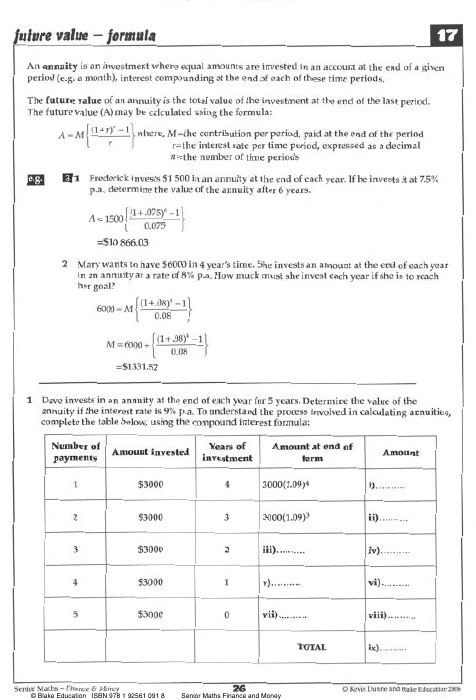 future value – formula
17
An annuity is an investment where equal amounts are invested in an account at the end of a given
period (e.g. a month), interest compounding at the end of each of these time periods.
The future value of an annuity is the total value of the investment at the end of the last period.
The future value (A) may be calculated using the formula:
A = M{((1+r)ⁿ − 1)/r}, where, M=the contribution per period, paid at the end of the period
r=the interest rate per time period, expressed as a decimal
n=the number of time periods
e.g.
1 Frederick invests $1 500 in an annuity at the end of each year. If he invests it at 7.5%
p.a. determine the value of the annuity after 6 years.
A = 1500{((1+.075)⁶ − 1)/0.075}
=$10 866.03
2 Mary wants to have $6000 in 4 year's time. She invests an amount at the end of each year
in an annuity at a rate of 8% p.a. How much must she invest each year if she is to reach
her goal?
6000 = M{((1+.08)⁴ − 1)/0.08}
M = 6000 ÷ {((1+.08)⁴ − 1)/0.08}
=$1331.52
1 Dave invests in an annuity at the end of each year for 5 years. Determine the value of the
annuity if the interest rate is 9% p.a. To understand the process involved in calculating annuities,
complete the table below, using the compound interest formula:
Number of payments Amount invested Years of investment Amount at end of term Amount
1 $3000 4 3000(1.09)⁴ i)..........
2 $3000 3 3000(1.09)³ ii)..........
3 $3000 2 iii).......... iv)..........
4 $3000 1 v).......... vi)..........
5 $3000 0 vii).......... viii)..........
TOTAL ix)..........
Senior Maths – Finance & Money
26
© Kevin Dunne and Blake Education 2006
© Blake Education ISBN 978 1 92561 091 8 Senior Maths Finance and Money